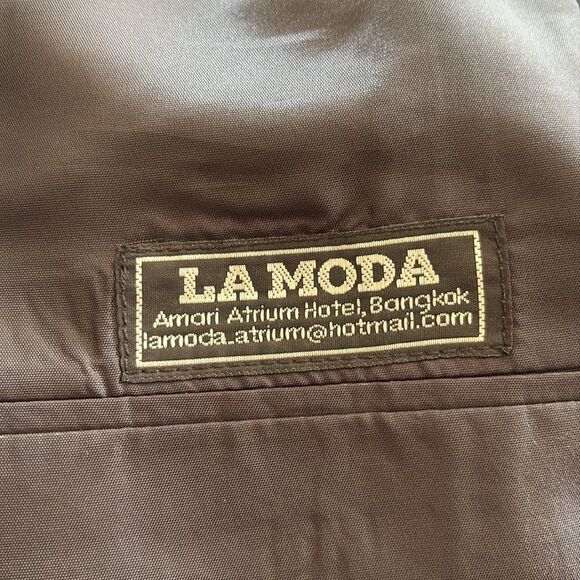 LA MODA
Amari Atrium Hotel, Bangkok
lamoda_atrium@hotmail.com